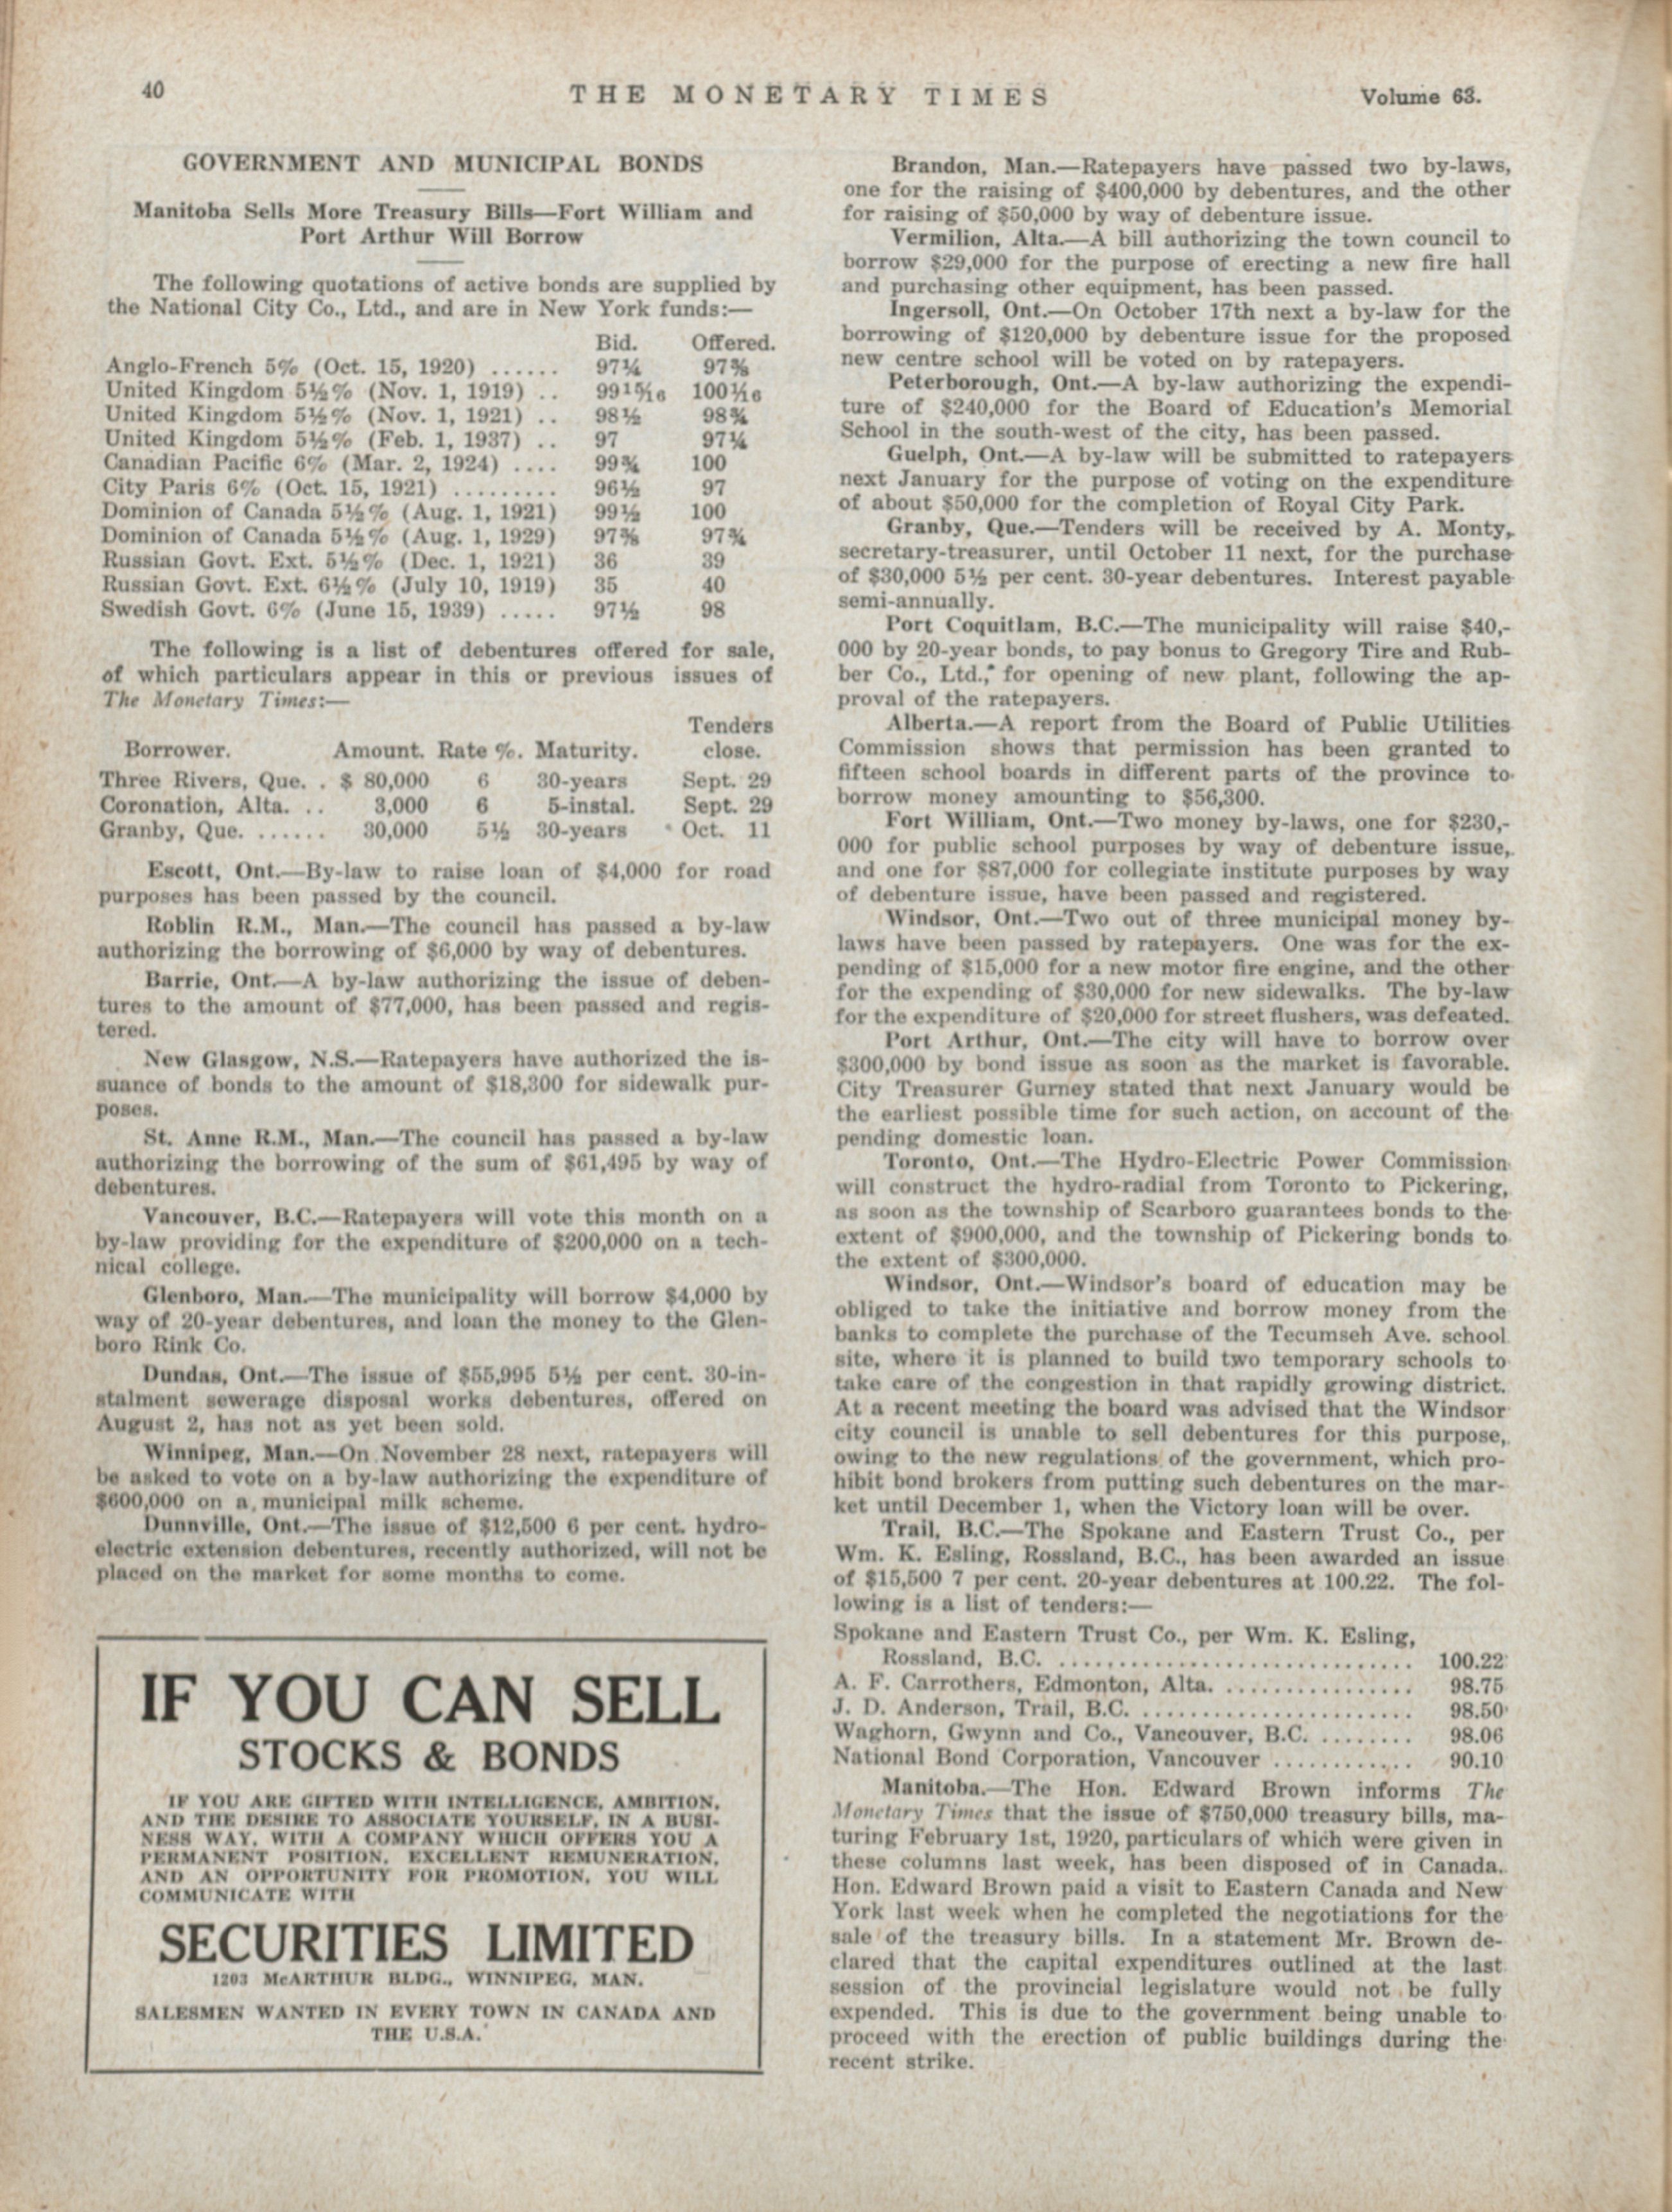 40
THE MONETARY TIMES
Volume 63.
GOVERNMENT AND MUNICIPAL BONDS
Manitoba Sells More Treasury Bills—Fort William and
Port Arthur Will Borrow
The following quotations of active bonds are supplied by
the National City Co., Ltd., and are in New York funds:—
Bid. Offered.
Anglo-French 5% (Oct. 15, 1920) ...... 97¼ 97⅜
United Kingdom 5½% (Nov. 1, 1919) .. 99 15/16 100 1/16
United Kingdom 5½% (Nov. 1, 1921) .. 98½ 98¾
United Kingdom 5½% (Feb. 1, 1937) .. 97 97¼
Canadian Pacific 6% (Mar. 2, 1924) .... 99¾ 100
City Paris 6% (Oct. 15, 1921) ......... 96½ 97
Dominion of Canada 5½% (Aug. 1, 1921) 99½ 100
Dominion of Canada 5½% (Aug. 1, 1929) 97⅜ 97¾
Russian Govt. Ext. 5½% (Dec. 1, 1921) 36 39
Russian Govt. Ext. 6½% (July 10, 1919) 35 40
Swedish Govt. 6% (June 15, 1939) ..... 97½ 98
The following is a list of debentures offered for sale,
of which particulars appear in this or previous issues of
The Monetary Times:—
Tenders
Borrower. Amount. Rate %. Maturity. close.
Three Rivers, Que. . $ 80,000 6 30-years Sept. 29
Coronation, Alta. .. 3,000 6 5-instal. Sept. 29
Granby, Que. ...... 30,000 5½ 30-years Oct. 11
Escott, Ont.—By-law to raise loan of $4,000 for road
purposes has been passed by the council.
Roblin R.M., Man.—The council has passed a by-law
authorizing the borrowing of $6,000 by way of debentures.
Barrie, Ont.—A by-law authorizing the issue of deben-
tures to the amount of $77,000, has been passed and regis-
tered.
New Glasgow, N.S.—Ratepayers have authorized the is-
suance of bonds to the amount of $18,300 for sidewalk pur-
poses.
St. Anne R.M., Man.—The council has passed a by-law
authorizing the borrowing of the sum of $61,495 by way of
debentures.
Vancouver, B.C.—Ratepayers will vote this month on a
by-law providing for the expenditure of $200,000 on a tech-
nical college.
Glenboro, Man.—The municipality will borrow $4,000 by
way of 20-year debentures, and loan the money to the Glen-
boro Rink Co.
Dundas, Ont.—The issue of $55,995 5½ per cent. 30-in-
stalment sewerage disposal works debentures, offered on
August 2, has not as yet been sold.
Winnipeg, Man.—On November 28 next, ratepayers will
be asked to vote on a by-law authorizing the expenditure of
$600,000 on a municipal milk scheme.
Dunnville, Ont.—The issue of $12,500 6 per cent. hydro-
electric extension debentures, recently authorized, will not be
placed on the market for some months to come.
IF YOU CAN SELL
STOCKS & BONDS
IF YOU ARE GIFTED WITH INTELLIGENCE, AMBITION,
AND THE DESIRE TO ASSOCIATE YOURSELF, IN A BUSI-
NESS WAY, WITH A COMPANY WHICH OFFERS YOU A
PERMANENT POSITION, EXCELLENT REMUNERATION,
AND AN OPPORTUNITY FOR PROMOTION, YOU WILL
COMMUNICATE WITH
SECURITIES LIMITED
1203 McARTHUR BLDG., WINNIPEG, MAN.
SALESMEN WANTED IN EVERY TOWN IN CANADA AND
THE U.S.A.
Brandon, Man.—Ratepayers have passed two by-laws,
one for the raising of $400,000 by debentures, and the other
for raising of $50,000 by way of debenture issue.
Vermilion, Alta.—A bill authorizing the town council to
borrow $29,000 for the purpose of erecting a new fire hall
and purchasing other equipment, has been passed.
Ingersoll, Ont.—On October 17th next a by-law for the
borrowing of $120,000 by debenture issue for the proposed
new centre school will be voted on by ratepayers.
Peterborough, Ont.—A by-law authorizing the expendi-
ture of $240,000 for the Board of Education's Memorial
School in the south-west of the city, has been passed.
Guelph, Ont.—A by-law will be submitted to ratepayers
next January for the purpose of voting on the expenditure
of about $50,000 for the completion of Royal City Park.
Granby, Que.—Tenders will be received by A. Monty,
secretary-treasurer, until October 11 next, for the purchase
of $30,000 5½ per cent. 30-year debentures. Interest payable
semi-annually.
Port Coquitlam, B.C.—The municipality will raise $40,-
000 by 20-year bonds, to pay bonus to Gregory Tire and Rub-
ber Co., Ltd., for opening of new plant, following the ap-
proval of the ratepayers.
Alberta.—A report from the Board of Public Utilities
Commission shows that permission has been granted to
fifteen school boards in different parts of the province to
borrow money amounting to $56,300.
Fort William, Ont.—Two money by-laws, one for $230,-
000 for public school purposes by way of debenture issue,
and one for $87,000 for collegiate institute purposes by way
of debenture issue, have been passed and registered.
Windsor, Ont.—Two out of three municipal money by-
laws have been passed by ratepayers. One was for the ex-
pending of $15,000 for a new motor fire engine, and the other
for the expending of $30,000 for new sidewalks. The by-law
for the expenditure of $20,000 for street flushers, was defeated.
Port Arthur, Ont.—The city will have to borrow over
$300,000 by bond issue as soon as the market is favorable.
City Treasurer Gurney stated that next January would be
the earliest possible time for such action, on account of the
pending domestic loan.
Toronto, Ont.—The Hydro-Electric Power Commission
will construct the hydro-radial from Toronto to Pickering,
as soon as the township of Scarboro guarantees bonds to the
extent of $900,000, and the township of Pickering bonds to
the extent of $300,000.
Windsor, Ont.—Windsor's board of education may be
obliged to take the initiative and borrow money from the
banks to complete the purchase of the Tecumseh Ave. school
site, where it is planned to build two temporary schools to
take care of the congestion in that rapidly growing district.
At a recent meeting the board was advised that the Windsor
city council is unable to sell debentures for this purpose,
owing to the new regulations of the government, which pro-
hibit bond brokers from putting such debentures on the mar-
ket until December 1, when the Victory loan will be over.
Trail, B.C.—The Spokane and Eastern Trust Co., per
Wm. K. Esling, Rossland, B.C., has been awarded an issue
of $15,500 7 per cent. 20-year debentures at 100.22. The fol-
lowing is a list of tenders:—
Spokane and Eastern Trust Co., per Wm. K. Esling,
Rossland, B.C. .............................. 100.22
A. F. Carrothers, Edmonton, Alta. ................ 98.75
J. D. Anderson, Trail, B.C. ....................... 98.50
Waghorn, Gwynn and Co., Vancouver, B.C. ........ 98.06
National Bond Corporation, Vancouver ............ 90.10
Manitoba.—The Hon. Edward Brown informs The
Monetary Times that the issue of $750,000 treasury bills, ma-
turing February 1st, 1920, particulars of which were given in
these columns last week, has been disposed of in Canada.
Hon. Edward Brown paid a visit to Eastern Canada and New
York last week when he completed the negotiations for the
sale of the treasury bills. In a statement Mr. Brown de-
clared that the capital expenditures outlined at the last
session of the provincial legislature would not be fully
expended. This is due to the government being unable to
proceed with the erection of public buildings during the
recent strike.